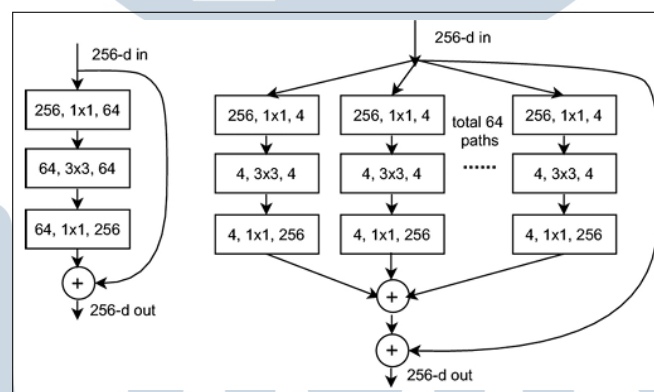 256-d in
256, 1x1, 64
64, 3x3, 64
64, 1x1, 256
+
256-d out
256-d in
256, 1x1, 4
256, 1x1, 4
total 64
paths
256, 1x1, 4
4, 3x3, 4
4, 3x3, 4
......
4, 3x3, 4
4, 1x1, 256
4, 1x1, 256
4, 1x1, 256
+
+
256-d out